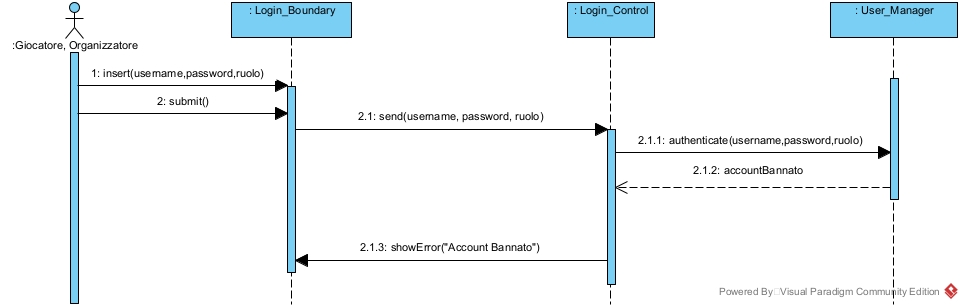 : Login_Boundary
: Login_Control
: User_Manager
:Giocatore, Organizzatore
1: insert(username,password,ruolo)
2: submit()
2.1: send(username, password, ruolo)
2.1.1: authenticate(username,password,ruolo)
2.1.2: accountBannato
2.1.3: showError("Account Bannato")
Powered By Visual Paradigm Community Edition